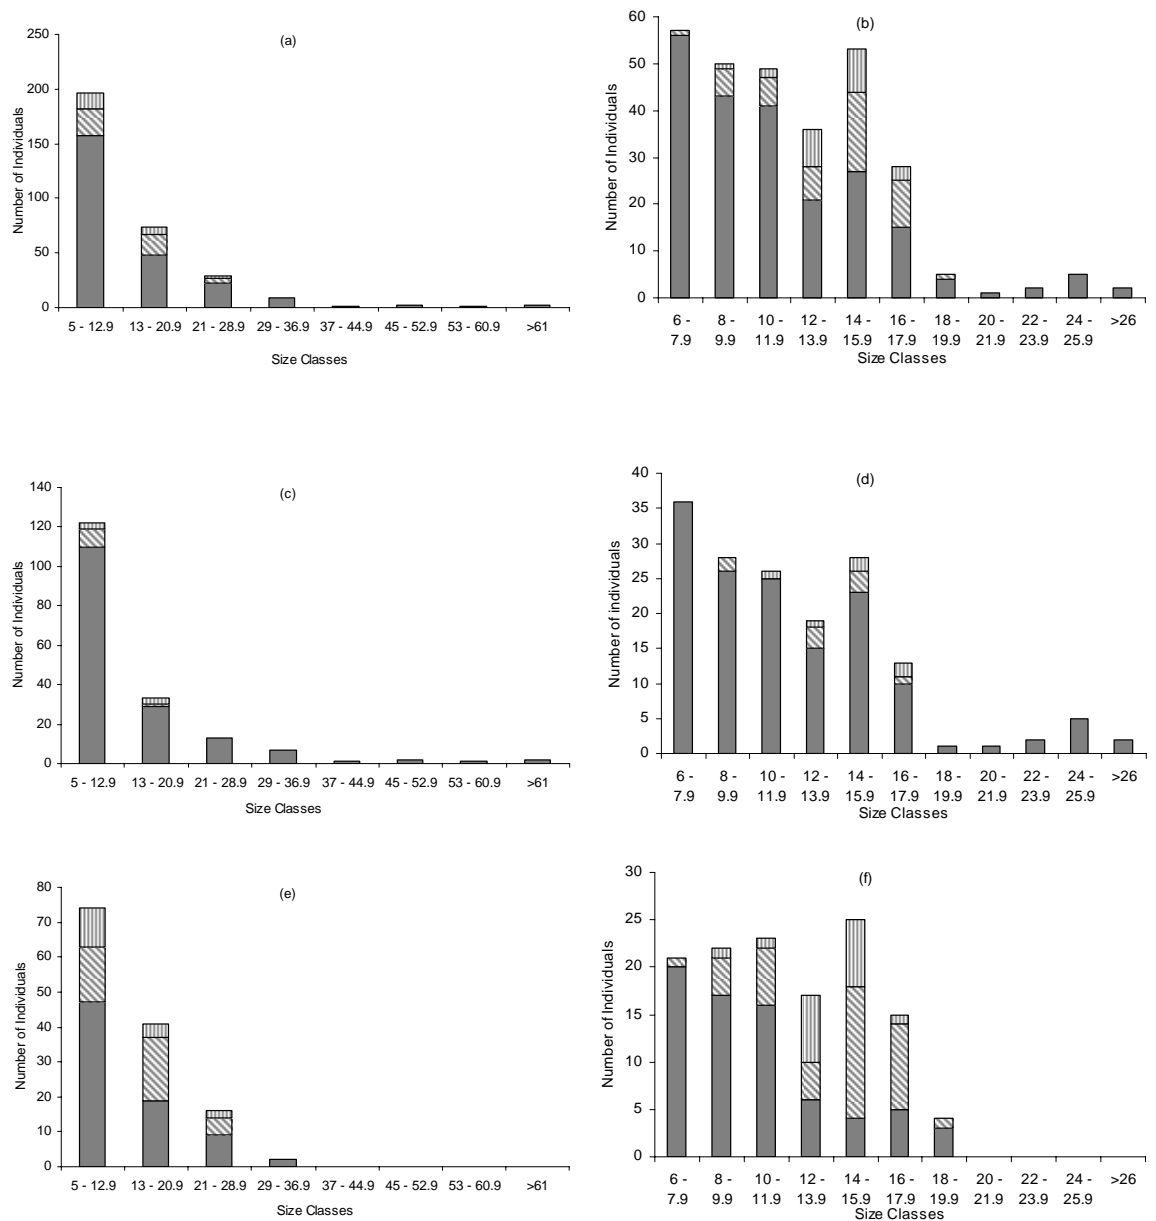 (a)
Number of Individuals
250
200
150
100
50
0
5 - 12.9 13 - 20.9 21 - 28.9 29 - 36.9 37 - 44.9 45 - 52.9 53 - 60.9 >61
Size Classes
(b)
Number of Individuals
60
50
40
30
20
10
0
6 - 8 - 10 - 12 - 14 - 16 - 18 - 20 - 22 - 24 - >26
7.9 9.9 11.9 13.9 15.9 17.9 19.9 21.9 23.9 25.9
Size Classes
(c)
Number of Individuals
140
120
100
80
60
40
20
0
5 - 12.9 13 - 20.9 21 - 28.9 29 - 36.9 37 - 44.9 45 - 52.9 53 - 60.9 >61
Size Classes
(d)
Number of individuals
40
35
30
25
20
15
10
5
0
6 - 8 - 10 - 12 - 14 - 16 - 18 - 20 - 22 - 24 - >26
7.9 9.9 11.9 13.9 15.9 17.9 19.9 21.9 23.9 25.9
Size Classes
(e)
Number of Individuals
80
70
60
50
40
30
20
10
0
5 - 12.9 13 - 20.9 21 - 28.9 29 - 36.9 37 - 44.9 45 - 52.9 53 - 60.9 >61
Size Classes
(f)
Number of Individuals
30
25
20
15
10
5
0
6 - 8 - 10 - 12 - 14 - 16 - 18 - 20 - 22 - 24 - >26
7.9 9.9 11.9 13.9 15.9 17.9 19.9 21.9 23.9 25.9
Size Classes